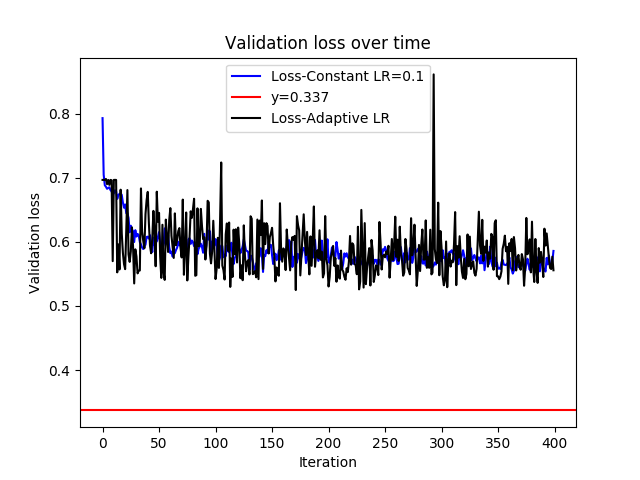 Validation loss over time
Loss-Constant LR=0.1
y=0.337
Loss-Adaptive LR
0.8
0.7
0.6
0.5
0.4
Validation loss
0 50 100 150 200 250 300 350 400
Iteration